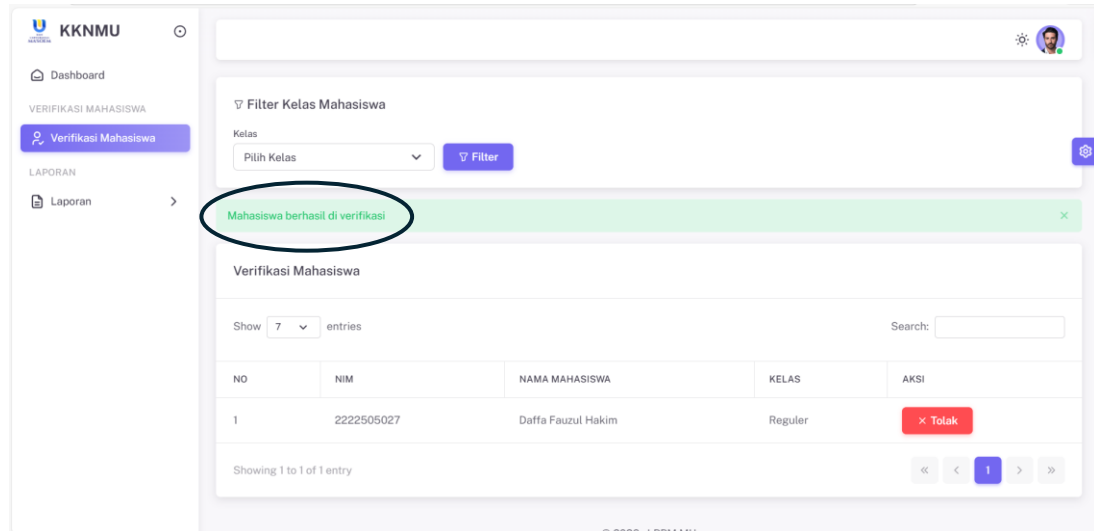 KKNMU
Dashboard
VERIFIKASI MAHASISWA
Verifikasi Mahasiswa
LAPORAN
Laporan
Filter Kelas Mahasiswa
Kelas
Pilih Kelas
Filter
Mahasiswa berhasil di verifikasi
Verifikasi Mahasiswa
Show 7 entries
Search:
NO NIM NAMA MAHASISWA KELAS AKSI
1 2222505027 Daffa Fauzul Hakim Reguler × Tolak
Showing 1 to 1 of 1 entry
« < 1 > »